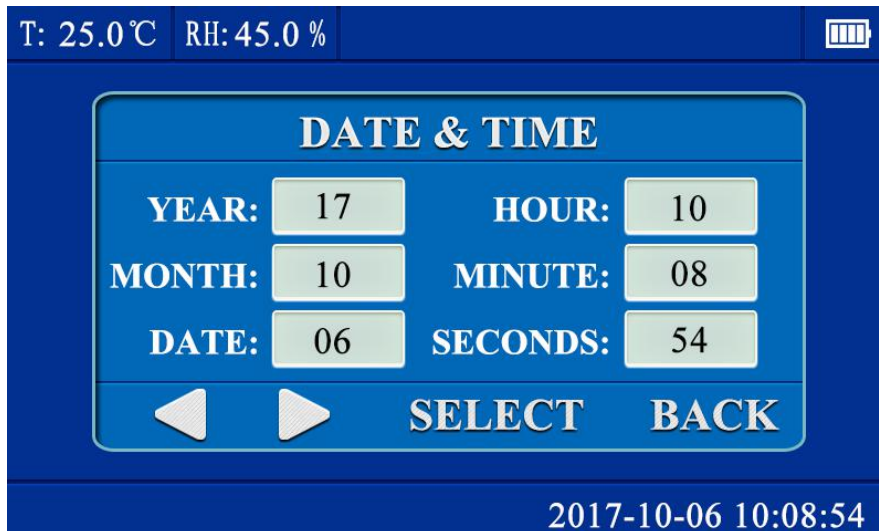 T: 25.0℃ RH: 45.0 %
DATE & TIME
YEAR: 17 HOUR: 10
MONTH: 10 MINUTE: 08
DATE: 06 SECONDS: 54
SELECT BACK
2017-10-06 10:08:54